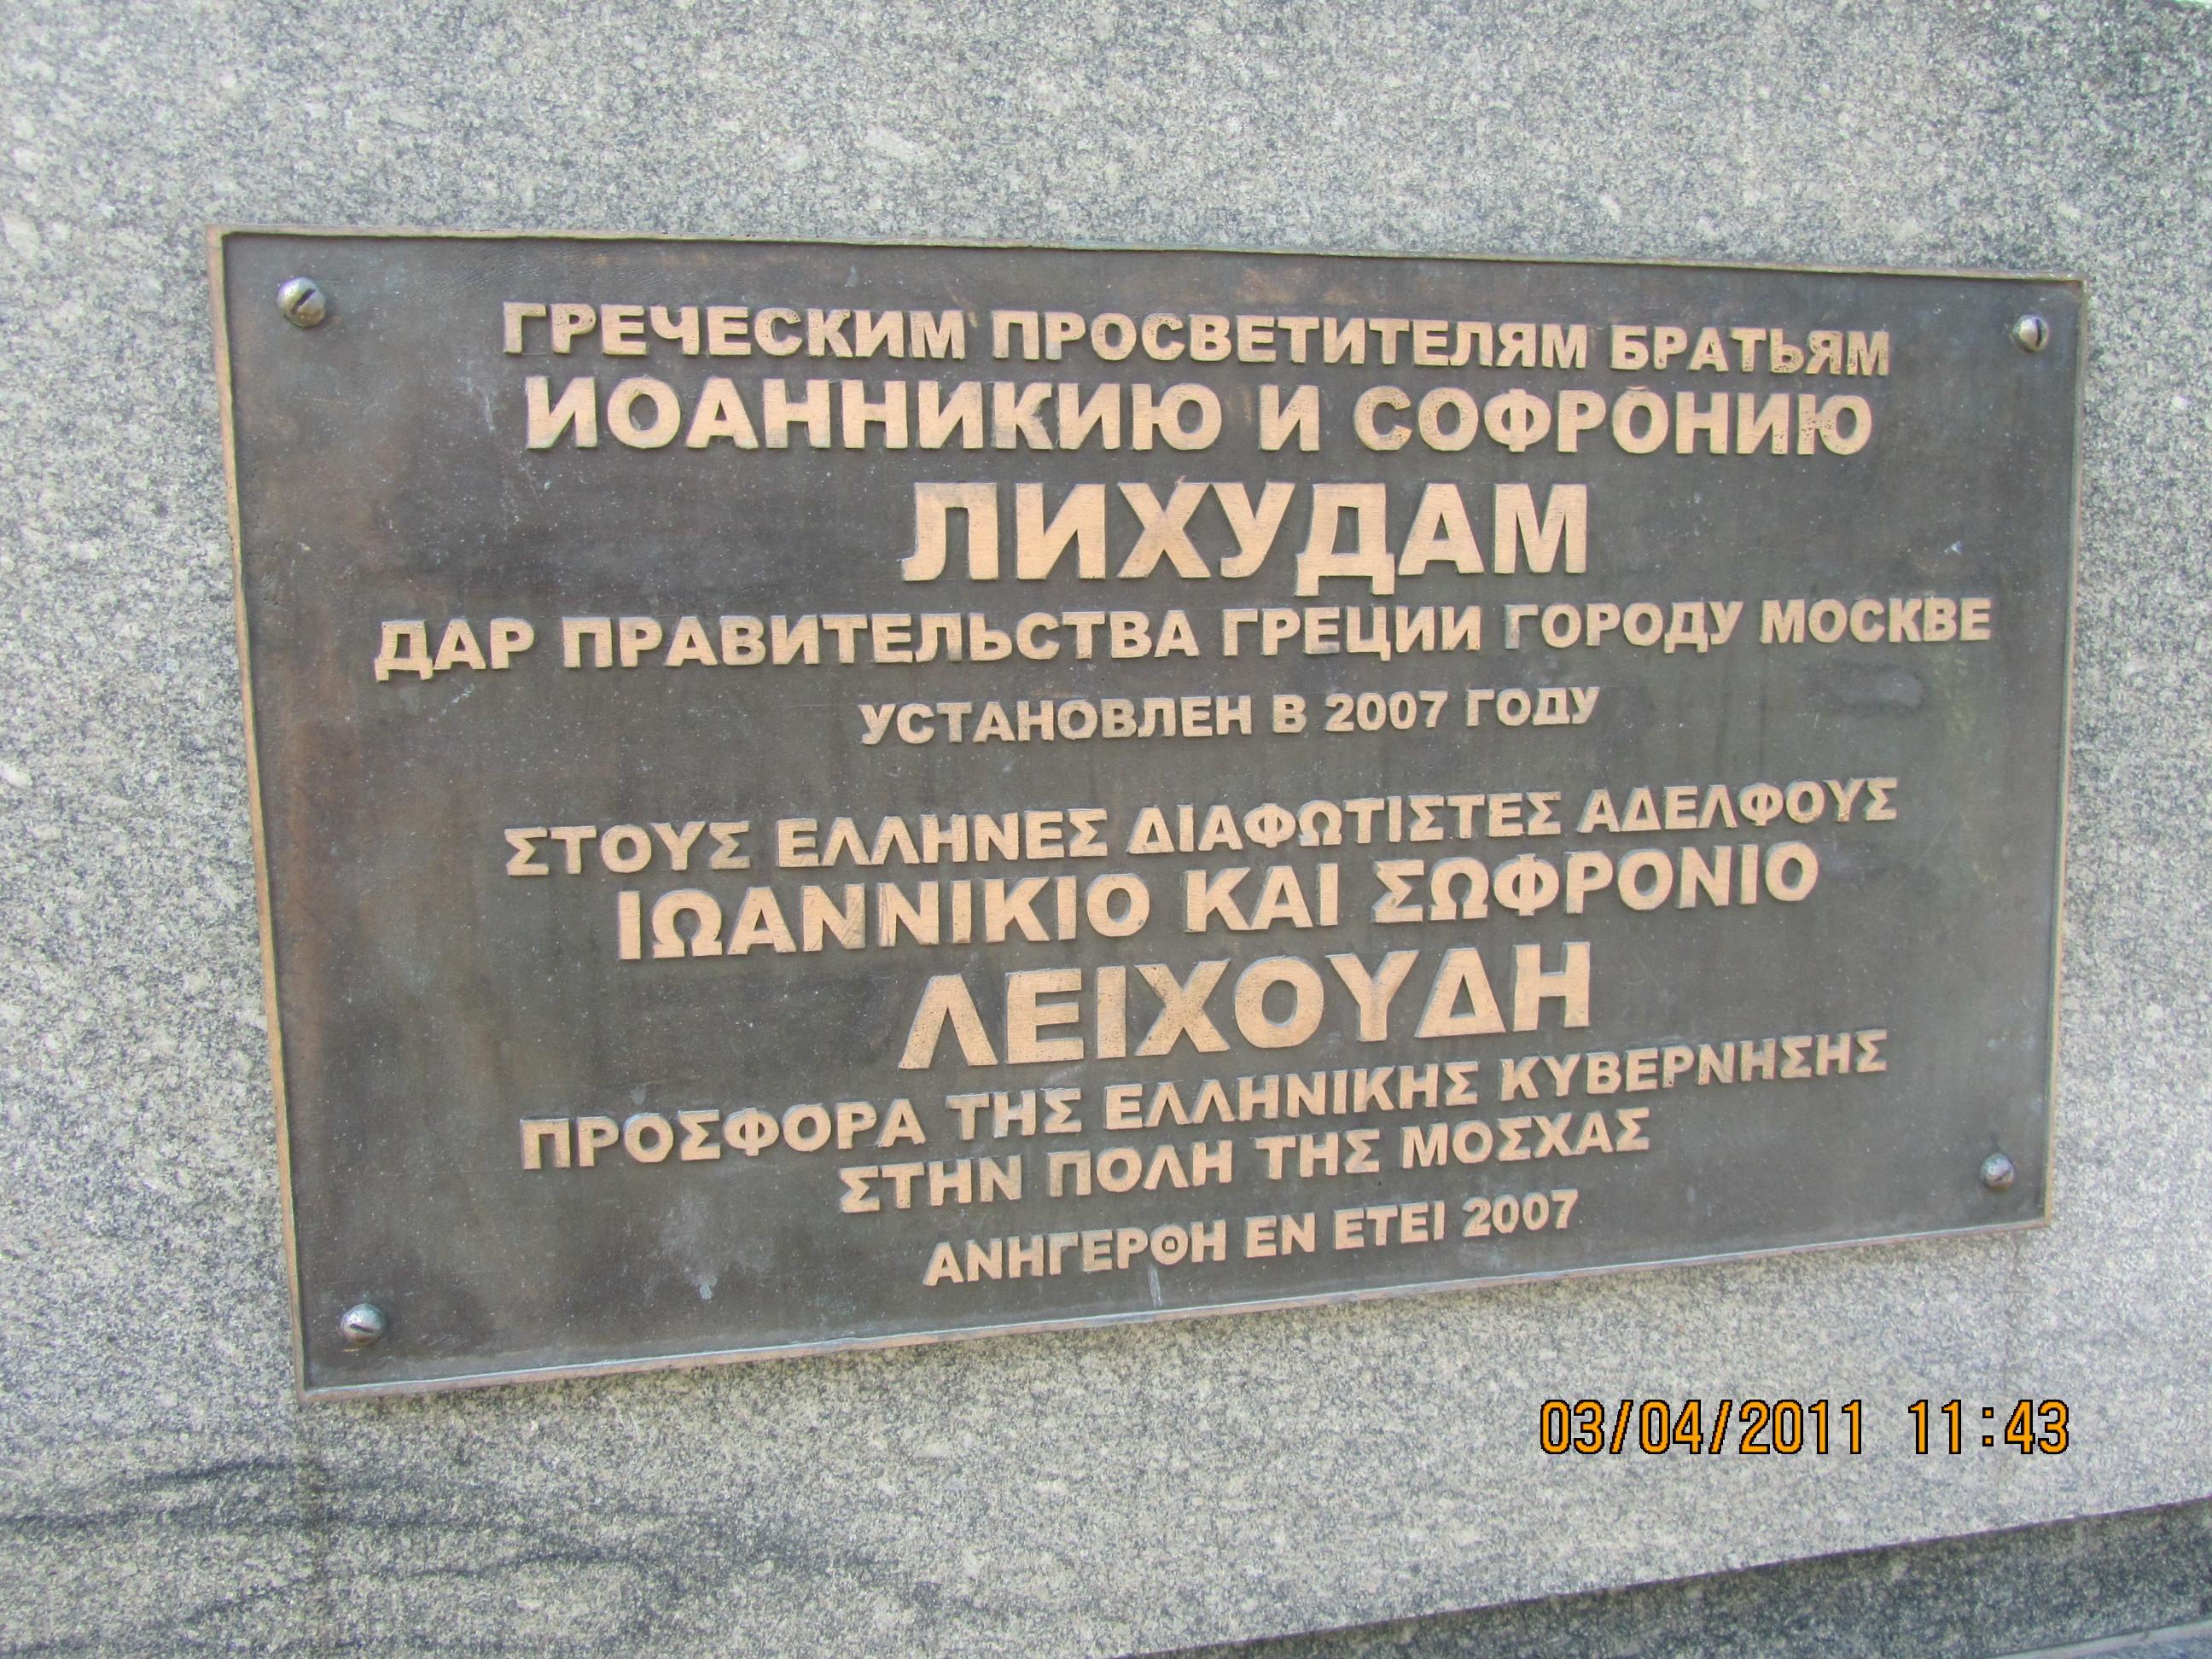 ГРЕЧЕСКИМ ПРОСВЕТИТЕЛЯМ БРАТЬЯМ
ИОАННИКИЮ И СОФРОНИЮ
ЛИХУДАМ
ДАР ПРАВИТЕЛЬСТВА ГРЕЦИИ ГОРОДУ МОСКВЕ
УСТАНОВЛЕН В 2007 ГОДУ
ΣΤΟΥΣ ΕΛΛΗΝΕΣ ΔΙΑΦΩΤΙΣΤΕΣ ΑΔΕΛΦΟΥΣ
ΙΩΑΝΝΙΚΙΟ ΚΑΙ ΣΩΦΡΟΝΙΟ
ΛΕΙΧΟΥΔΗ
ΠΡΟΣΦΟΡΑ ΤΗΣ ΕΛΛΗΝΙΚΗΣ ΚΥΒΕΡΝΗΣΗΣ
ΣΤΗΝ ΠΟΛΗ ΤΗΣ ΜΟΣΧΑΣ
ΑΝΗΓΕΡΘΗ ΕΝ ΕΤΕΙ 2007
03/04/2011 11:43